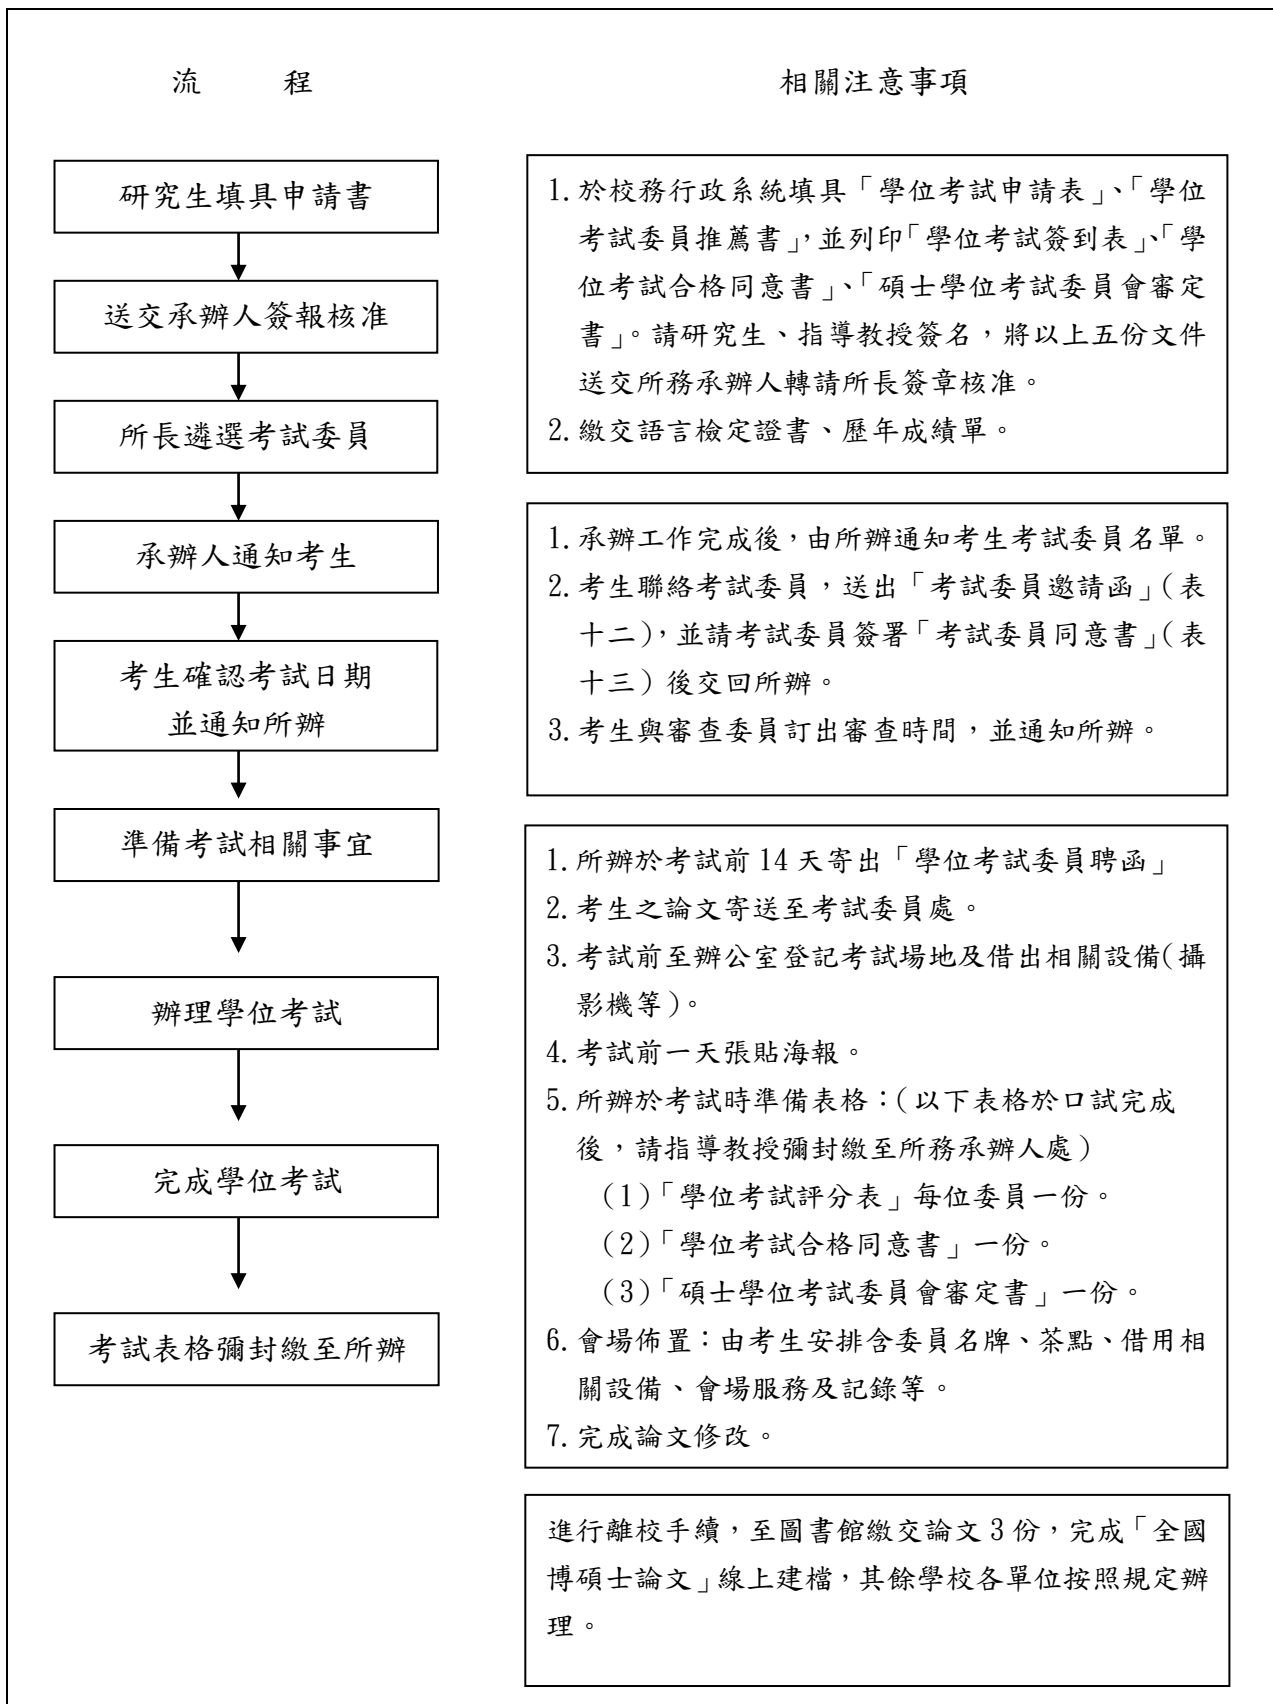 流 程
研究生填具申請書
送交承辦人簽報核准
所長遴選考試委員
承辦人通知考生
考生確認考試日期
並通知所辦
準備考試相關事宜
辦理學位考試
完成學位考試
考試表格彌封繳至所辦
相關注意事項
1.於校務行政系統填具「學位考試申請表」、「學位
考試委員推薦書」,並列印「學位考試簽到表」、「學
位考試合格同意書」、「碩士學位考試委員會審定
書」。請研究生、指導教授簽名,將以上五份文件
送交所務承辦人轉請所長簽章核准。
2.繳交語言檢定證書、歷年成績單。
1.承辦工作完成後,由所辦通知考生考試委員名單。
2.考生聯絡考試委員,送出「考試委員邀請函」(表
十二),並請考試委員簽署「考試委員同意書」(表
十三)後交回所辦。
3.考生與審查委員訂出審查時間,並通知所辦。
1.所辦於考試前 14 天寄出「學位考試委員聘函」
2.考生之論文寄送至考試委員處。
3.考試前至辦公室登記考試場地及借出相關設備(攝
影機等)。
4.考試前一天張貼海報。
5.所辦於考試時準備表格:(以下表格於口試完成
後,請指導教授彌封繳至所務承辦人處)
(1)「學位考試評分表」每位委員一份。
(2)「學位考試合格同意書」一份。
(3)「碩士學位考試委員會審定書」一份。
6.會場佈置:由考生安排含委員名牌、茶點、借用相
關設備、會場服務及記錄等。
7.完成論文修改。
進行離校手續,至圖書館繳交論文 3 份,完成「全國
博碩士論文」線上建檔,其餘學校各單位按照規定辦
理。